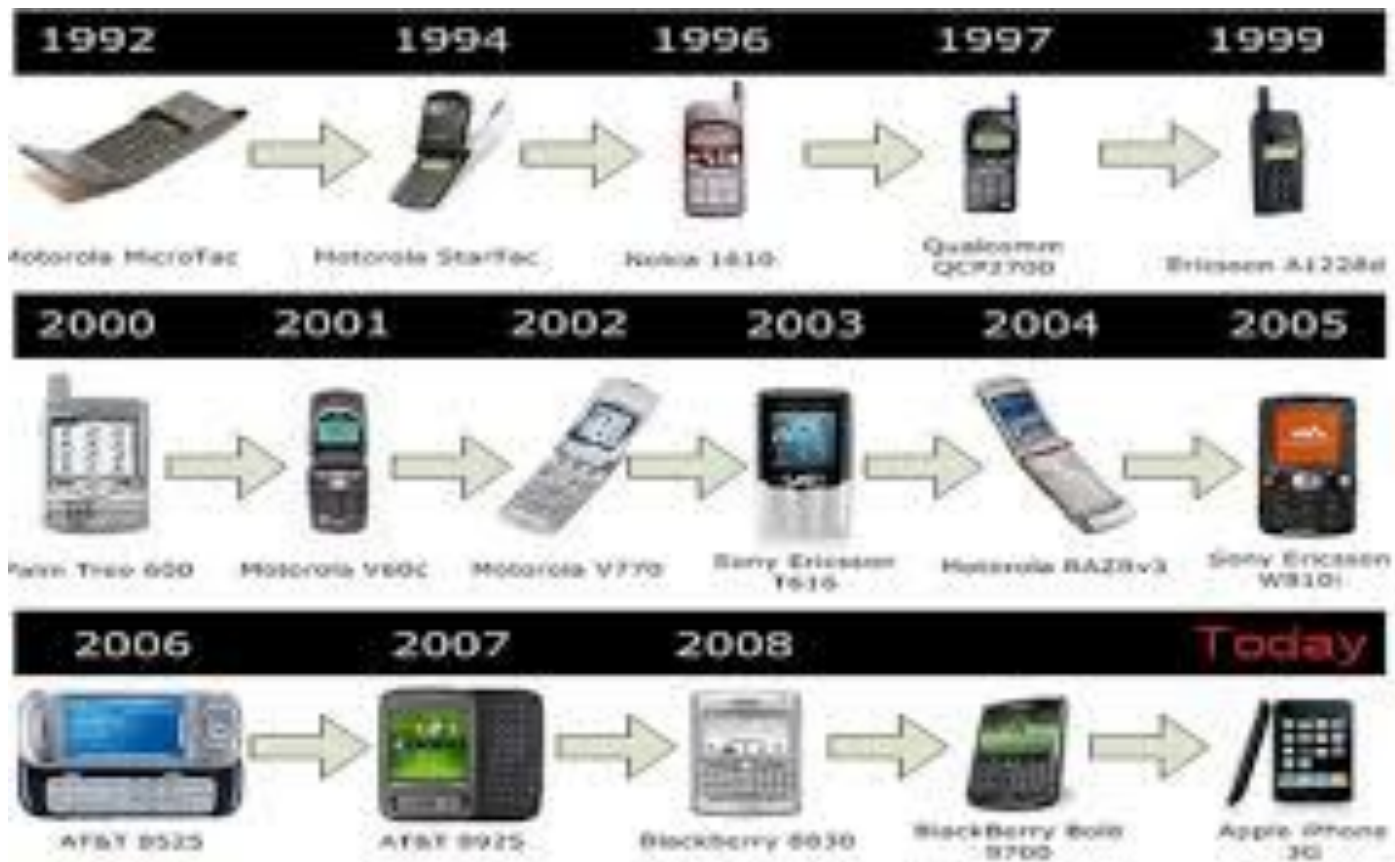 1992 1994 1996 1997 1999
Motorola MicroTac Motorola StarTac Nokia 1610 Qualcomm Ericsson A1228d
QCP2700
2000 2001 2002 2003 2004 2005
Palm Treo 600 Motorola V60c Motorola V770 Sony Ericsson Motorola RAZRv3 Sony Ericsson
T616 W810i
2006 2007 2008 Today
AT&T 8525 AT&T 8925 Blackberry 8830 BlackBerry Bold Apple iPhone
9700 3G